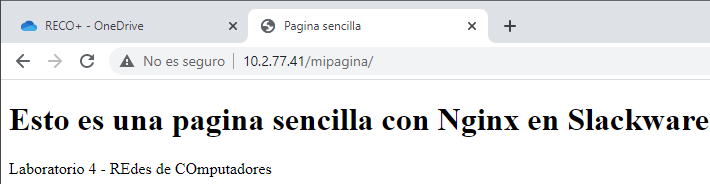 RECO+ - OneDrive
Pagina sencilla
No es seguro
10.2.77.41/mipagina/
Esto es una pagina sencilla con Nginx en Slackware
Laboratorio 4 - REdes de COmputadores